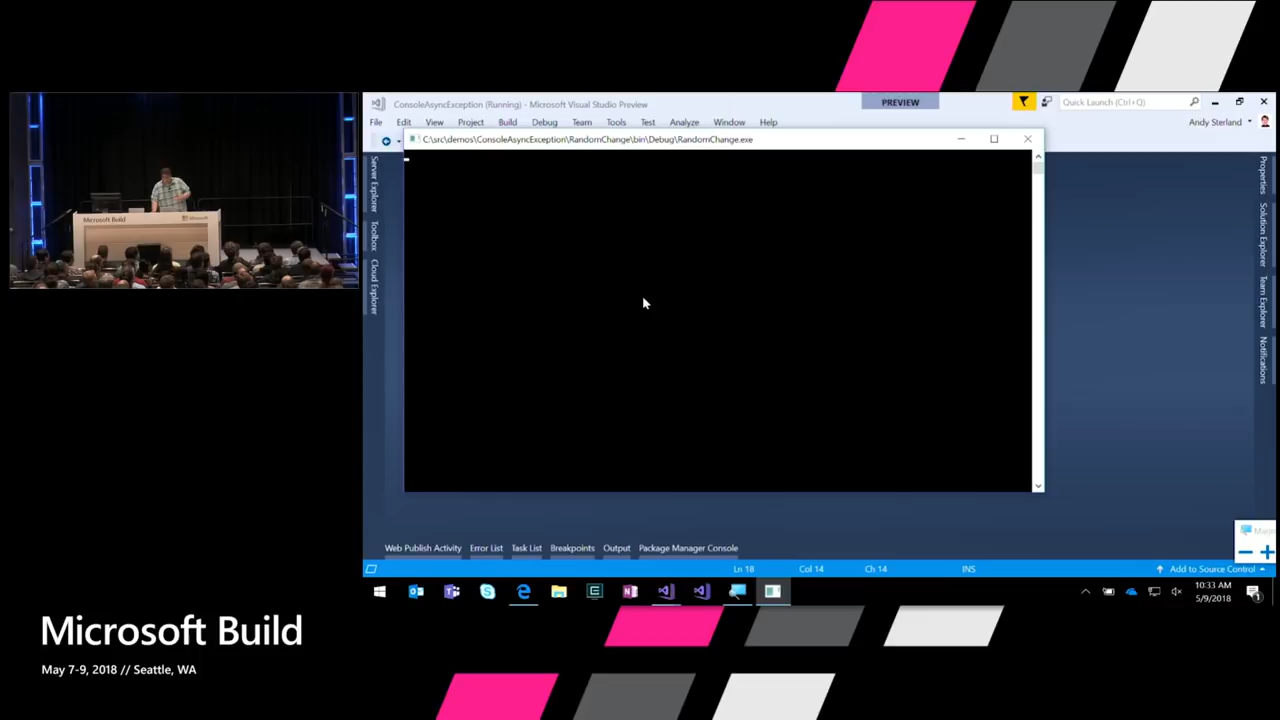 ConsoleAsyncException (Running) - Microsoft Visual Studio Preview
PREVIEW
Quick Launch (Ctrl+Q)
File Edit View Project Build Debug Team Tools Test Analyze Window Help
Andy Sterland
C:\src\demos\ConsoleAsyncException\RandomChange\bin\Debug\RandomChange.exe
Server Explorer
Toolbox
Cloud Explorer
Properties
Solution Explorer
Team Explorer
Notifications
Microsoft Build
Microsoft
Web Publish Activity Error List Task List Breakpoints Output Package Manager Console
Ln 18 Col 14 Ch 14 INS
Add to Source Control
10:33 AM
5/9/2018
Microsoft Build
May 7-9, 2018 // Seattle, WA